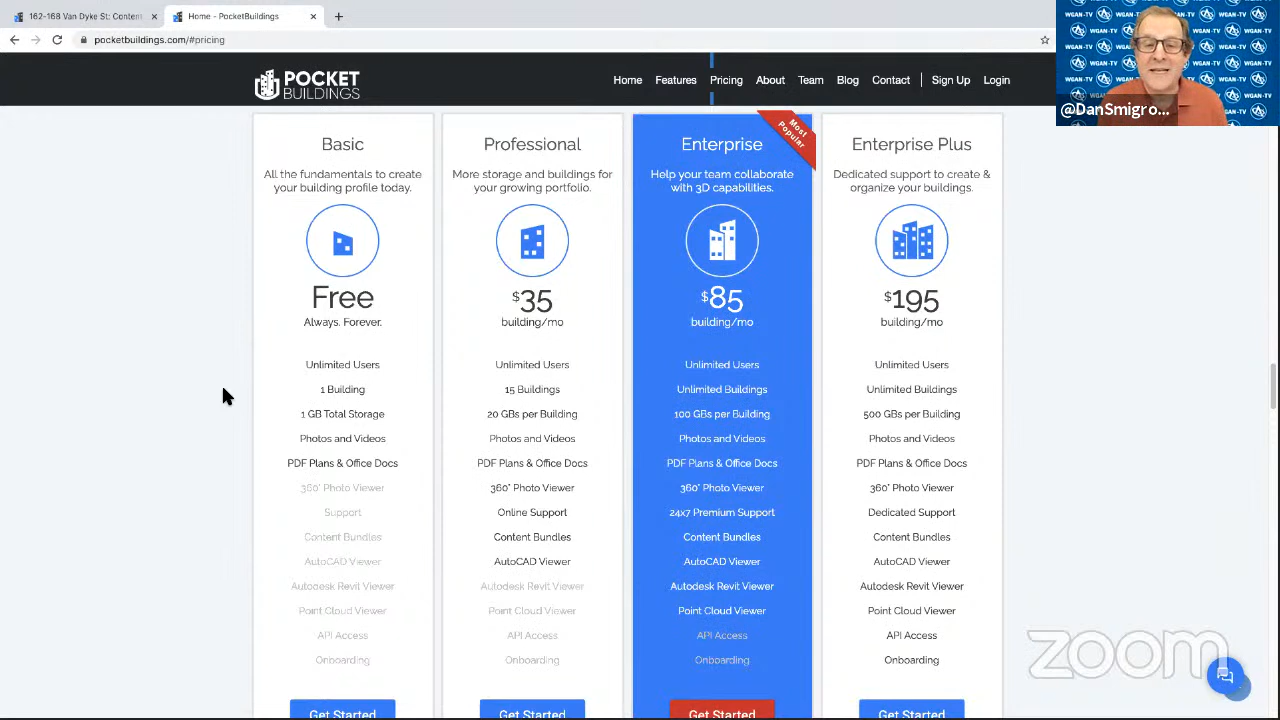 162-168 Van Dyke St: Content
Home - PocketBuildings
pocketbuildings.com/#pricing
POCKET
BUILDINGS
Home
Features
Pricing
About
Team
Blog
Contact
Sign Up
Login
WGAN-TV
@DanSmigro...
Basic
All the fundamentals to create
your building profile today.
Free
Always. Forever.
Unlimited Users
1 Building
1 GB Total Storage
Photos and Videos
PDF Plans & Office Docs
360° Photo Viewer
Support
Content Bundles
AutoCAD Viewer
Autodesk Revit Viewer
Point Cloud Viewer
API Access
Onboarding
Get Started
Professional
More storage and buildings for
your growing portfolio.
$35
building/mo
Unlimited Users
15 Buildings
20 GBs per Building
Photos and Videos
PDF Plans & Office Docs
360° Photo Viewer
Online Support
Content Bundles
AutoCAD Viewer
Autodesk Revit Viewer
Point Cloud Viewer
API Access
Onboarding
Get Started
Most
Popular
Enterprise
Help your team collaborate
with 3D capabilities.
$85
building/mo
Unlimited Users
Unlimited Buildings
100 GBs per Building
Photos and Videos
PDF Plans & Office Docs
360° Photo Viewer
24x7 Premium Support
Content Bundles
AutoCAD Viewer
Autodesk Revit Viewer
Point Cloud Viewer
API Access
Onboarding
Get Started
Enterprise Plus
Dedicated support to create &
organize your buildings.
$195
building/mo
Unlimited Users
Unlimited Buildings
500 GBs per Building
Photos and Videos
PDF Plans & Office Docs
360° Photo Viewer
Dedicated Support
Content Bundles
AutoCAD Viewer
Autodesk Revit Viewer
Point Cloud Viewer
API Access
Onboarding
Get Started
zoom